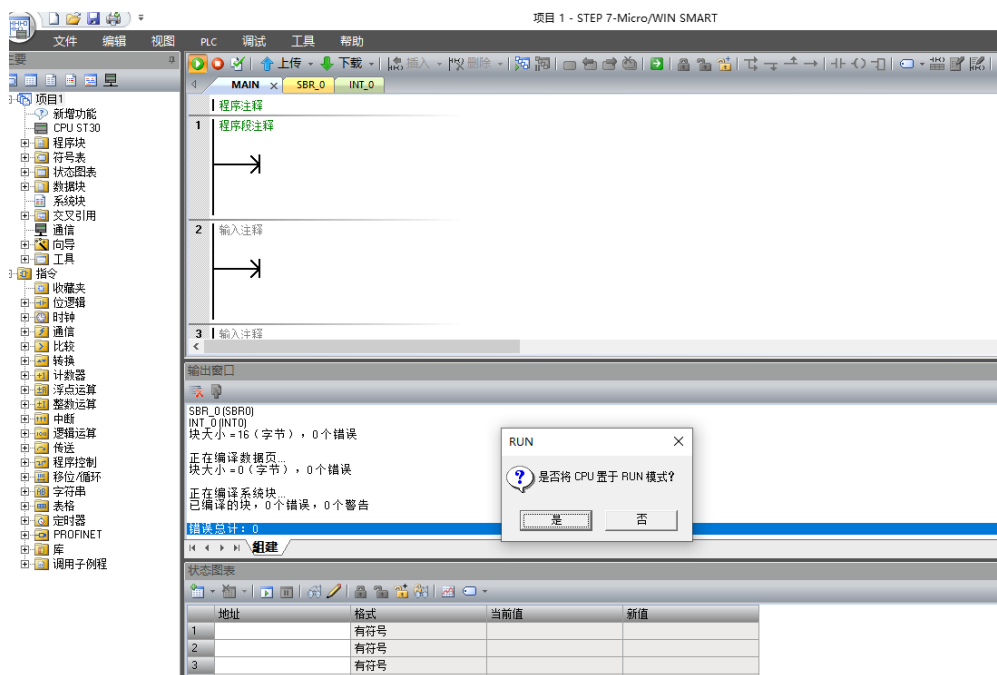 项目 1 - STEP 7-Micro/WIN SMART
文件 编辑 视图 PLC 调试 工具 帮助
主要
上传 下载 插入 删除
MAIN SBR_0 INT_0
项目1
新增功能
CPU ST30
程序块
符号表
状态图表
数据块
系统块
交叉引用
通信
向导
工具
指令
收藏夹
位逻辑
时钟
通信
比较
转换
计数器
浮点运算
整数运算
中断
逻辑运算
传送
程序控制
移位/循环
字符串
表格
定时器
PROFINET
库
调用子例程
程序注释
1 程序段注释
2 输入注释
3 输入注释
输出窗口
SBR_0 (SBR0)
INT_0 (INT0)
块大小 =16（字节），0个错误
正在编译数据页...
块大小 =0（字节），0个错误
正在编译系统块...
已编译的块，0个错误，0个警告
错误总计：0
组建
RUN
是否将 CPU 置于 RUN 模式?
是 否
状态图表
地址 格式 当前值 新值
1 有符号
2 有符号
3 有符号